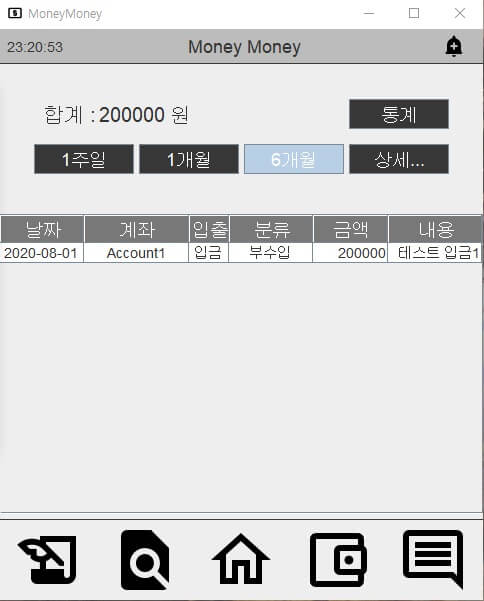 MoneyMoney
23:20:53 Money Money
합계 : 200000 원 통계
1주일 1개월 6개월 상세...
날짜 계좌 입출 분류 금액 내용
2020-08-01 Account1 입금 부수입 200000 테스트 입금1